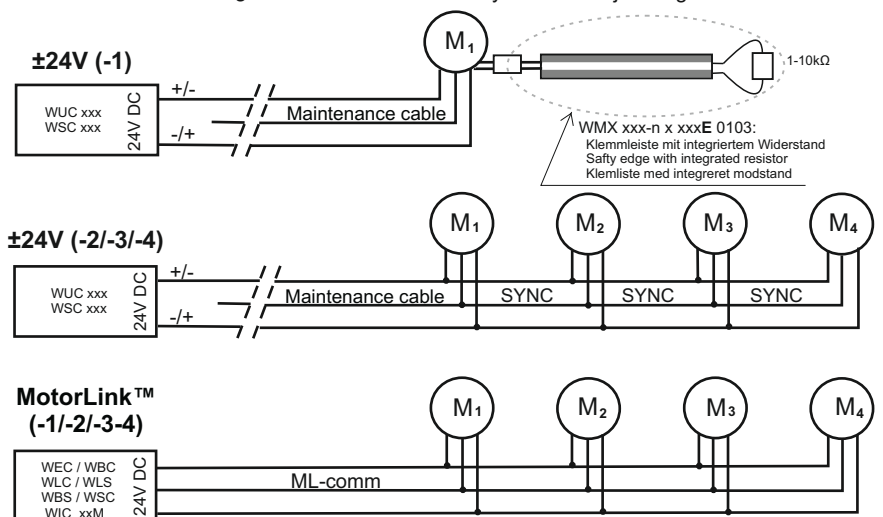 ±24V (-1)
WUC xxx
WSC xxx
24V DC
+/-
-/+
Maintenance cable
M1
1-10kΩ
WMX xxx-n x xxxE 0103:
Klemmleiste mit integriertem Widerstand
Safty edge with integrated resistor
Klemliste med integreret modstand
±24V (-2/-3/-4)
WUC xxx
WSC xxx
24V DC
+/-
-/+
Maintenance cable
SYNC
SYNC
SYNC
M1
M2
M3
M4
MotorLink™
(-1/-2/-3-4)
WEC / WBC
WLC / WLS
WBS / WSC
WIC xxM
24V DC
ML-comm
M1
M2
M3
M4